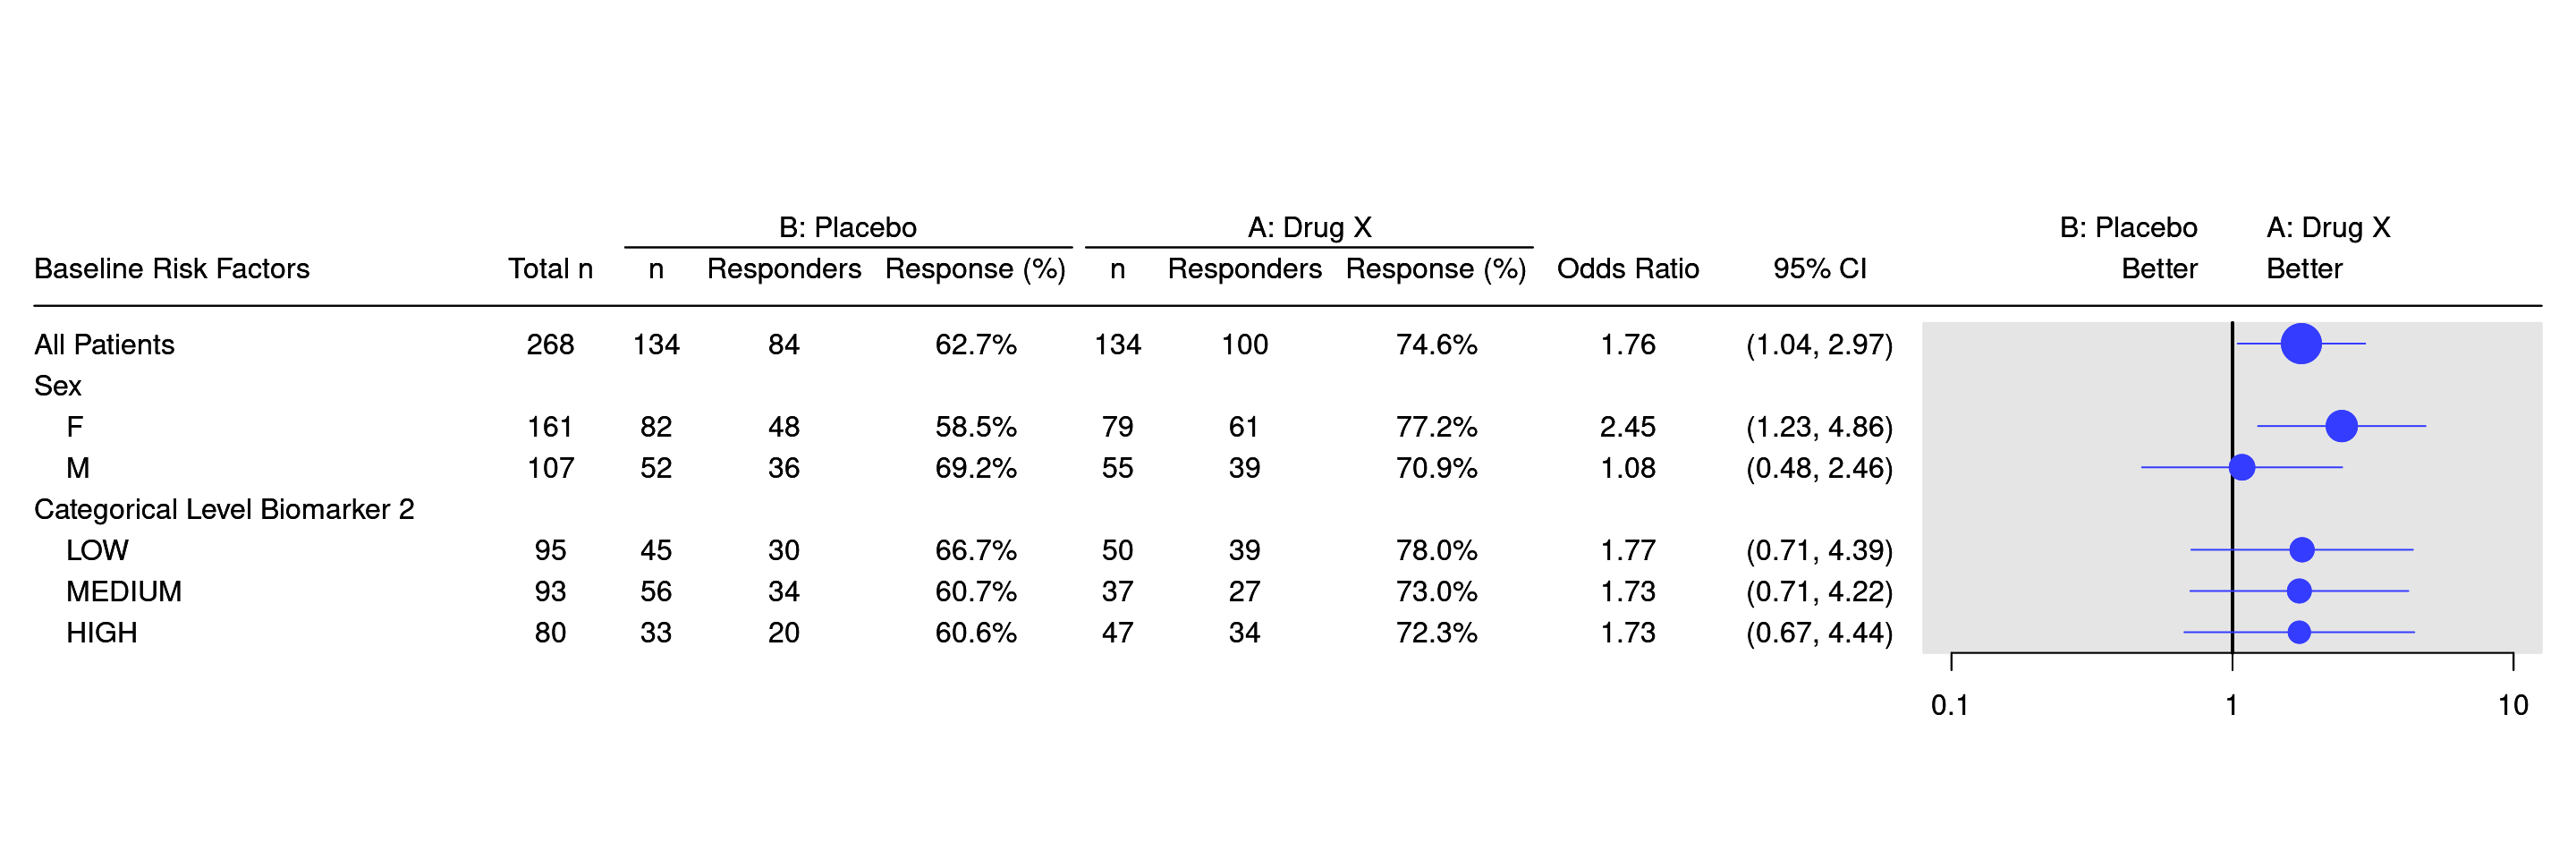 B: Placebo A: Drug X B: Placebo A: Drug X
Baseline Risk Factors Total n n Responders Response (%) n Responders Response (%) Odds Ratio 95% CI Better Better
All Patients 268 134 84 62.7% 134 100 74.6% 1.76 (1.04, 2.97)
Sex
F 161 82 48 58.5% 79 61 77.2% 2.45 (1.23, 4.86)
M 107 52 36 69.2% 55 39 70.9% 1.08 (0.48, 2.46)
Categorical Level Biomarker 2
LOW 95 45 30 66.7% 50 39 78.0% 1.77 (0.71, 4.39)
MEDIUM 93 56 34 60.7% 37 27 73.0% 1.73 (0.71, 4.22)
HIGH 80 33 20 60.6% 47 34 72.3% 1.73 (0.67, 4.44)
0.1 1 10